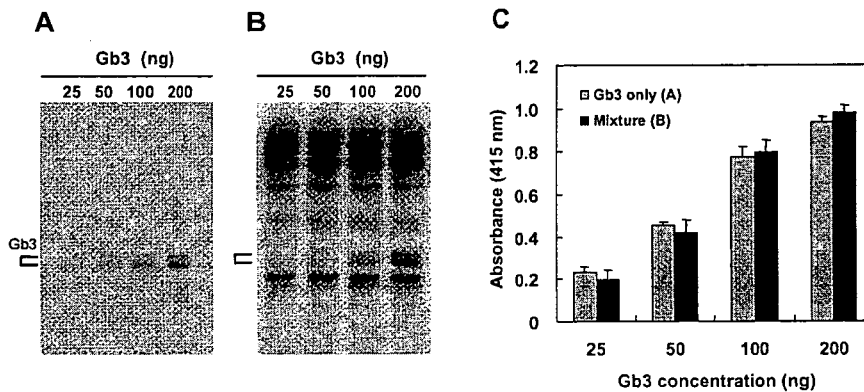 A
Gb3 (ng)
25 50 100 200
Gb3
B
Gb3 (ng)
25 50 100 200
C
Absorbance (415 nm)
1.2
1.0
0.8
0.6
0.4
0.2
0
Gb3 only (A)
Mixture (B)
25 50 100 200
Gb3 concentration (ng)